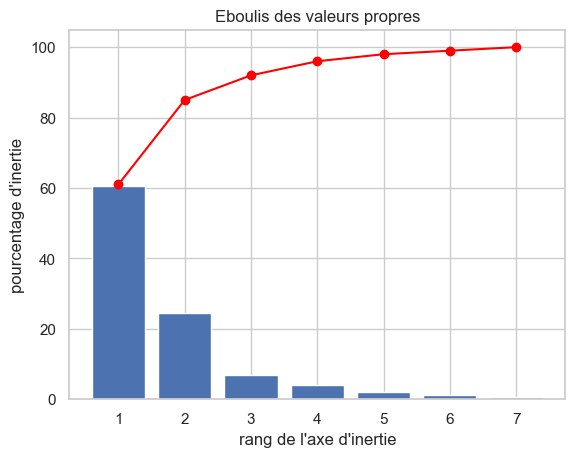 Eboulis des valeurs propres
100
80
60
40
20
0
pourcentage d'inertie
1 2 3 4 5 6 7
rang de l'axe d'inertie